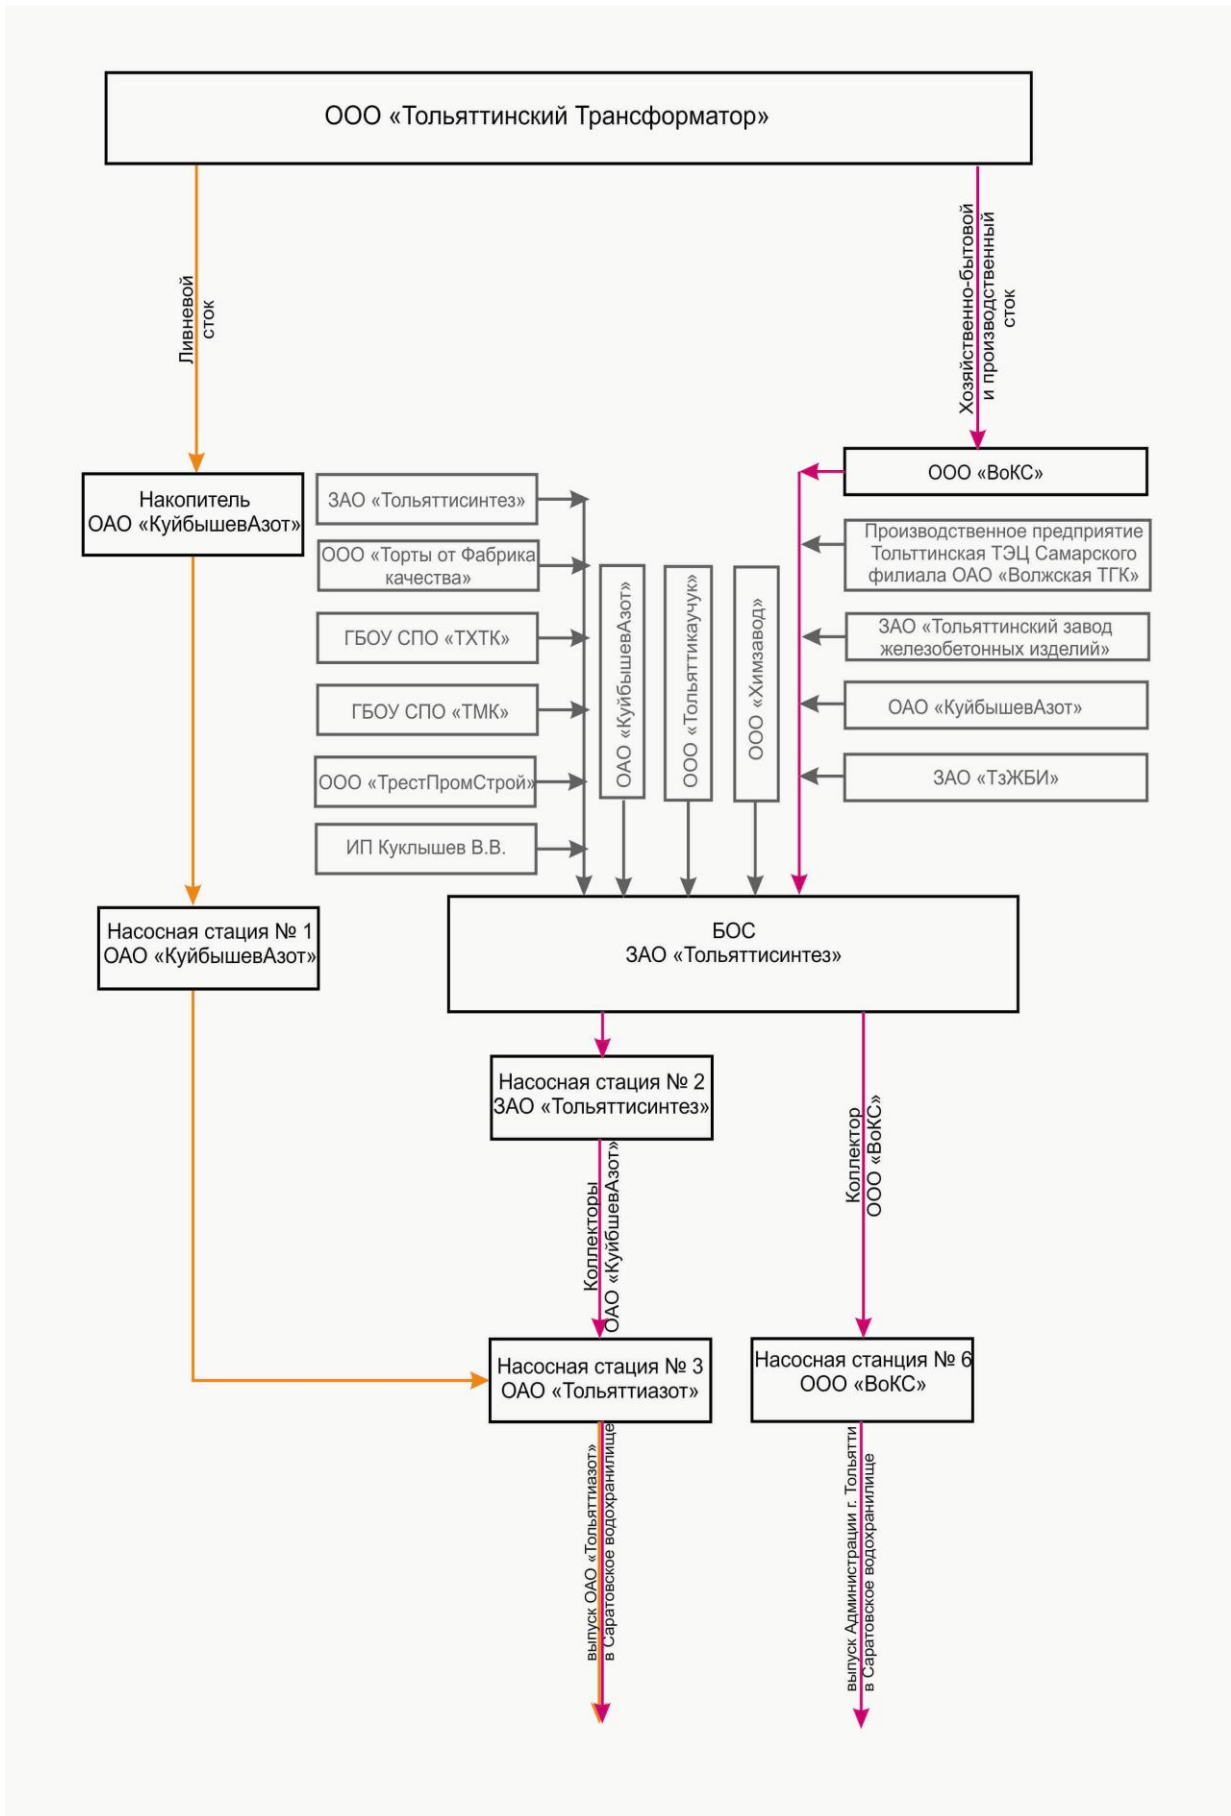 ООО «Тольяттинский Трансформатор»
Ливневой
сток
Хозяйственно-бытовой
и производственный
сток
Накопитель
ОАО «КуйбышевАзот»
ЗАО «Тольяттисинтез»
ООО «Торты от Фабрика
качества»
ГБОУ СПО «ТХТК»
ГБОУ СПО «ТМК»
ООО «ТрестПромСтрой»
ИП Куклышев В.В.
ОАО «КуйбышевАзот»
ООО «Тольяттикаучук»
ООО «Химзавод»
ООО «ВоКС»
Производственное предприятие
Тольттинская ТЭЦ Самарского
филиала ОАО «Волжская ТГК»
ЗАО «Тольяттинский завод
железобетонных изделий»
ОАО «КуйбышевАзот»
ЗАО «ТзЖБИ»
Насосная стация № 1
ОАО «КуйбышевАзот»
БОС
ЗАО «Тольяттисинтез»
Насосная стация № 2
ЗАО «Тольяттисинтез»
Коллекторы
ОАО «КуйбшевАзот»
Коллектор
ООО «ВоКС»
Насосная стация № 3
ОАО «Тольяттиазот»
Насосная станция № 6
ООО «ВоКС»
выпуск ОАО «Тольяттиазот»
в Саратовское водохранилище
выпуск Администрации г. Тольятти
в Саратовское водохранилище